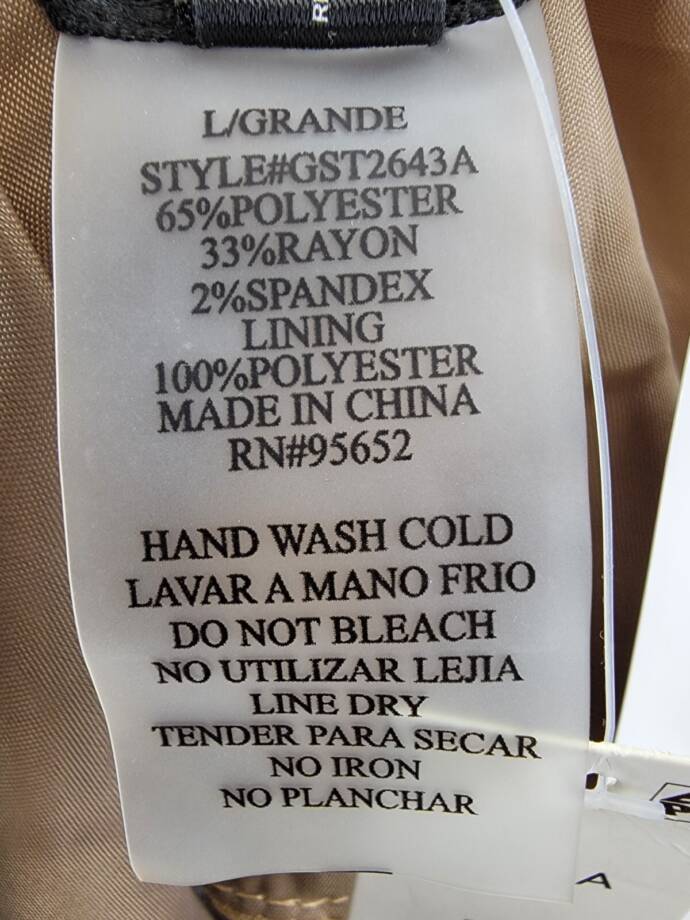 L/GRANDE
STYLE#GST2643A
65%POLYESTER
33%RAYON
2%SPANDEX
LINING
100%POLYESTER
MADE IN CHINA
RN#95652
HAND WASH COLD
LAVAR A MANO FRIO
DO NOT BLEACH
NO UTILIZAR LEJIA
LINE DRY
TENDER PARA SECAR
NO IRON
NO PLANCHAR